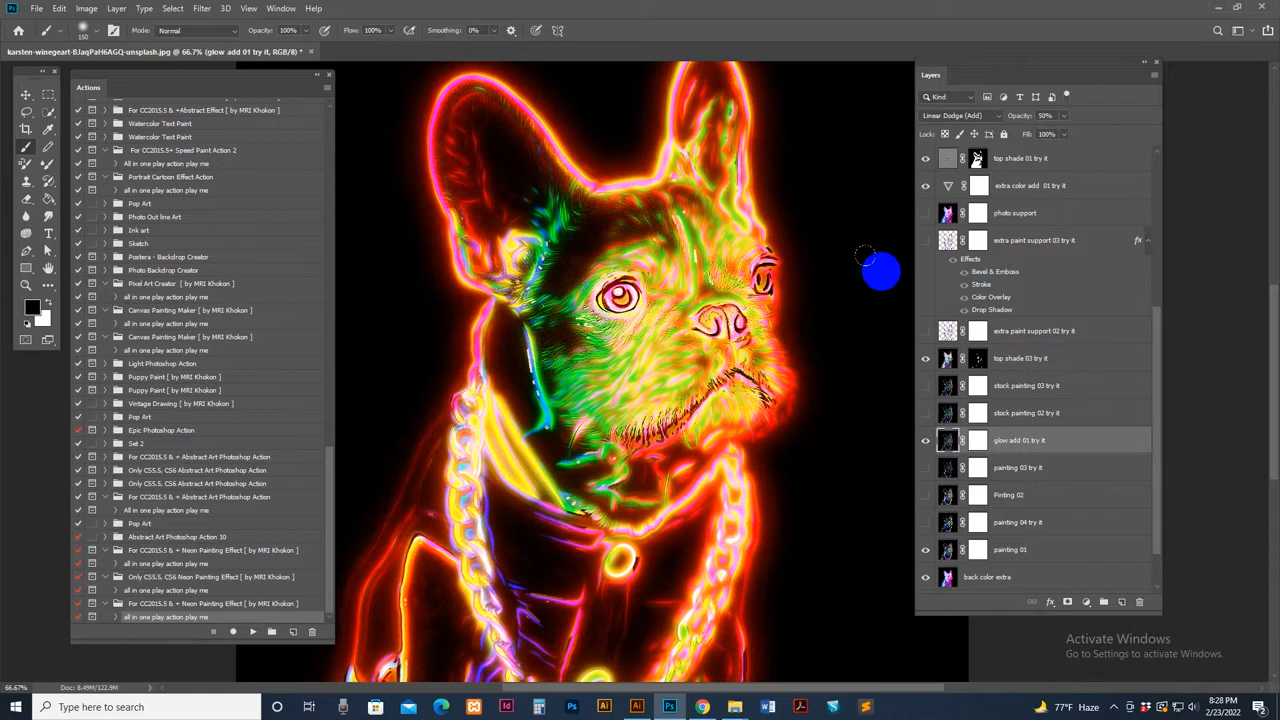 File Edit Image Layer Type Select Filter 3D View Window Help
150 Mode: Normal Opacity: 100% Flow: 100% Smoothing: 0%
karsten-winegeart-BJaqPaH6AGQ-unsplash.jpg @ 66.7% (glow add 01 try it, RGB/8) *
Actions
For CC2015.5 & +Abstract Effect [ by MRI Khokon ]
Watercolor Text Paint
Watercolor Text Paint
For CC2015.5+ Speed Paint Action 2
All in one play action play me
Portrait Cartoon Effect Action
all in one play action play me
Pop Art
Photo Out line Art
Ink art
Sketch
Postera - Backdrop Creator
Photo Backdrop Creator
Pixel Art Creator [ by MRI Khokon ]
all in one play action play me
Canvas Painting Maker [ by MRI Khokon ]
all in one play action play me
Canvas Painting Maker [ by MRI Khokon ]
all in one play action play me
Light Photoshop Action
Puppy Paint [ by MRI Khokon ]
Puppy Paint [ by MRI Khokon ]
Vintage Drawing [ by MRI Khokon ]
Pop Art
Epic Photoshop Action
Set 2
For CC2015.5 & + Abstract Art Photoshop Action
Only CS5.5, CS6 Abstract Art Photoshop Action
Only CS5.5, CS6 Abstract Art Photoshop Action
For CC2015.5 & + Abstract Art Photoshop Action
All in one play action play me
Pop Art
Abstract Art Photoshop Action 10
For CC2015.5 & + Neon Painting Effect [ by MRI Khokon ]
all in one play action play me
Only CS5.5, CS6 Neon Painting Effect [ by MRI Khokon ]
all in one play action play me
For CC2015.5 & + Neon Painting Effect [ by MRI Khokon ]
all in one play action play me
Layers
Kind
Linear Dodge (Add) Opacity: 50%
Lock: Fill: 100%
top shade 01 try it
extra color add 01 try it
photo support
extra paint support 03 try it fx
Effects
Bevel & Emboss
Stroke
Color Overlay
Drop Shadow
extra paint support 02 try it
top shade 03 try it
stock painting 03 try it
stock painting 02 try it
glow add 01 try it
painting 03 try it
Pinting 02
painting 04 try it
painting 01
back color extra
Activate Windows
Go to Settings to activate Windows.
66.67% Doc: 8.49M/122.9M
Type here to search
77°F Haze
8:28 PM
2/23/2022